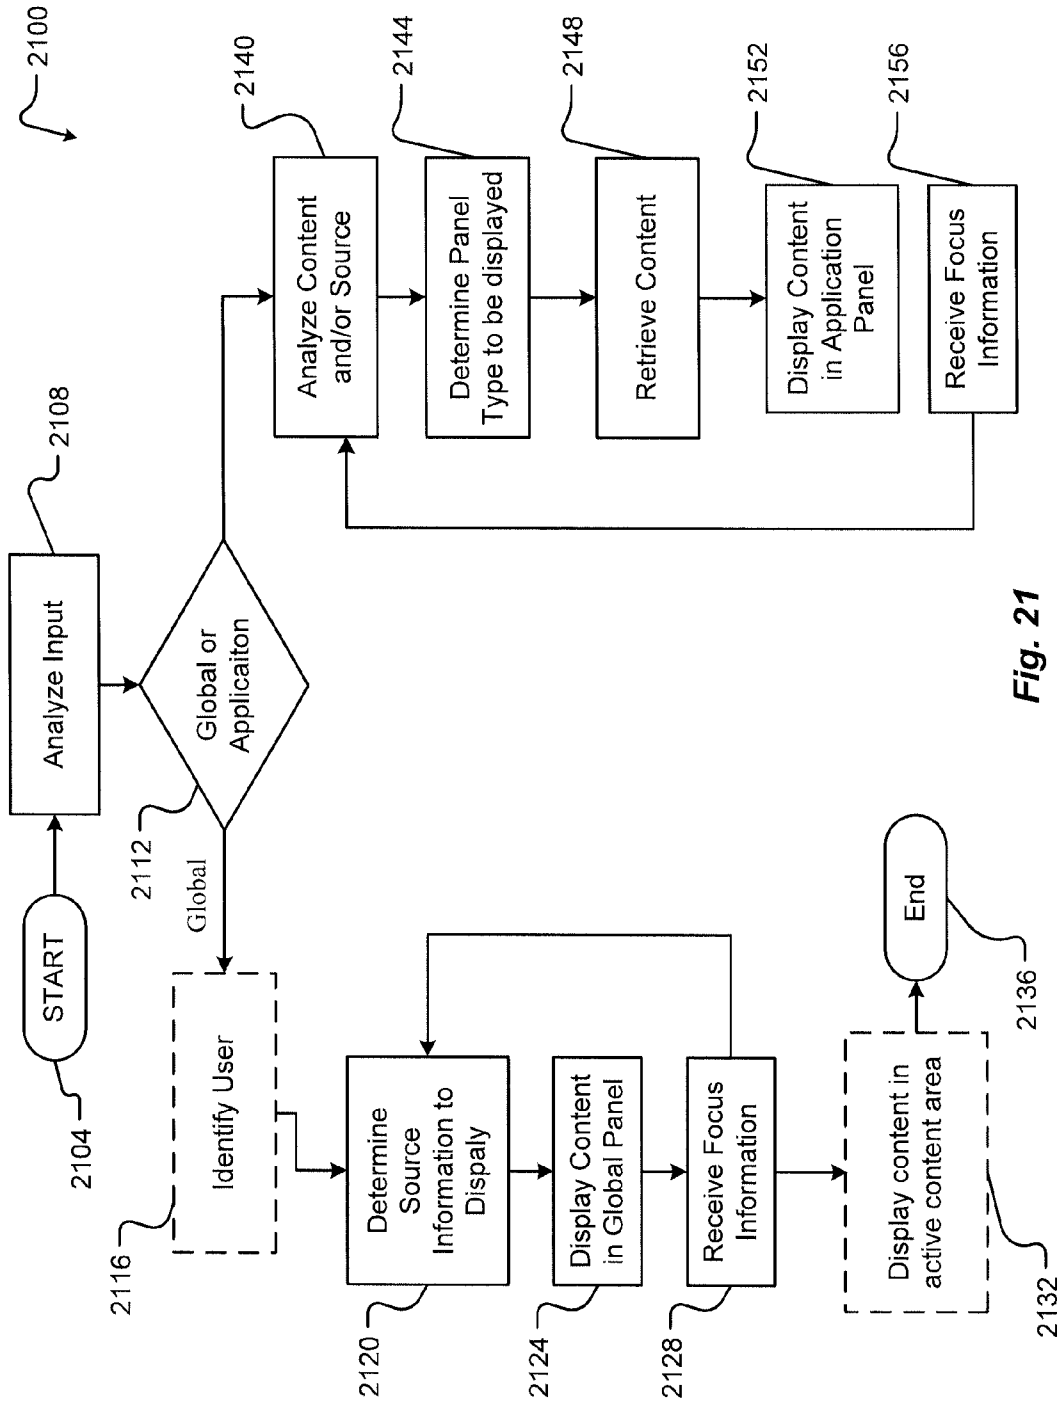 2100
START
2104
Analyze Input
2108
Global or
Applicaiton
2112
Global
Identify User
2116
Determine
Source
Information to
Dispaly
2120
Display Content
in Global Panel
2124
Receive Focus
Information
2128
Display content in
active content area
2132
End
2136
Analyze Content
and/or Source
2140
Determine Panel
Type to be displayed
2144
Retrieve Content
2148
Display Content
in Application
Panel
2152
Receive Focus
Information
2156
Fig. 21